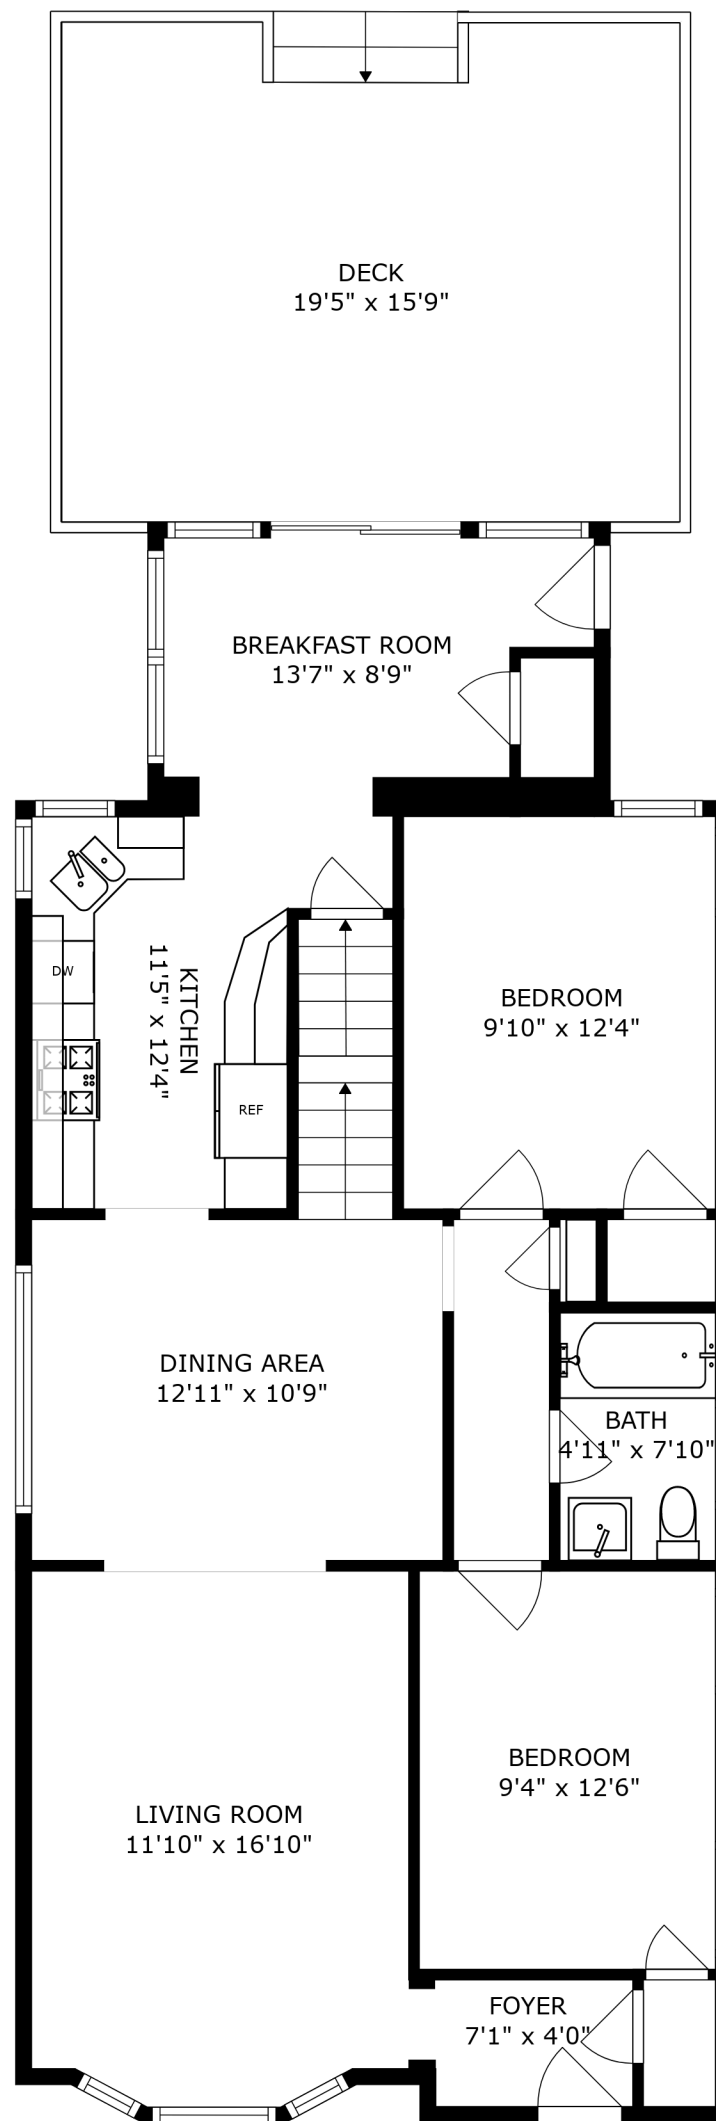 DECK
19'5" x 15'9"
BREAKFAST ROOM
13'7" x 8'9"
DW
KITCHEN
11'5" x 12'4"
REF
BEDROOM
9'10" x 12'4"
DINING AREA
12'11" x 10'9"
BATH
4'11" x 7'10"
BEDROOM
9'4" x 12'6"
LIVING ROOM
11'10" x 16'10"
FOYER
7'1" x 4'0"